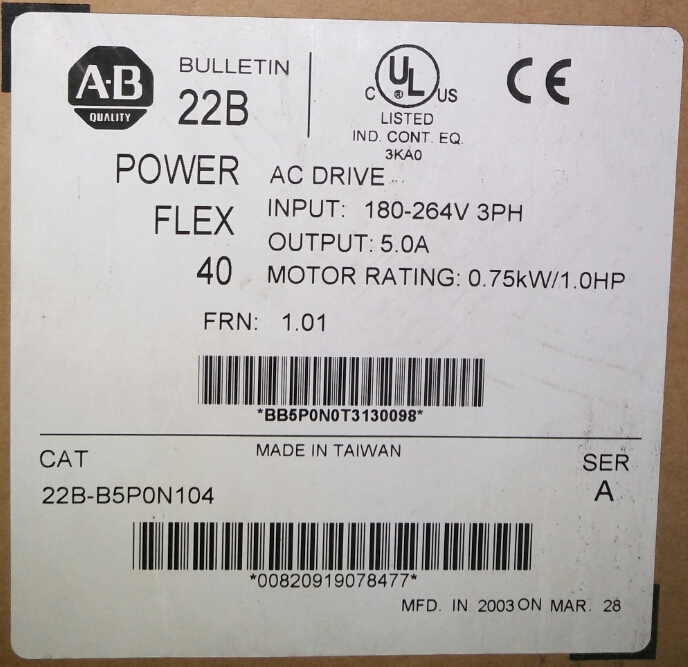 A-B
QUALITY
BULLETIN
22B
C UL ® US
LISTED
IND. CONT. EQ.
3KA0
CE
POWER
FLEX
40
AC DRIVE
INPUT: 180-264V 3PH
OUTPUT: 5.0A
MOTOR RATING: 0.75kW/1.0HP
FRN: 1.01
*BB5P0N0T3130098*
MADE IN TAIWAN
CAT
22B-B5P0N104
SER
A
*00820919078477*
MFD. IN 2003 ON MAR. 28